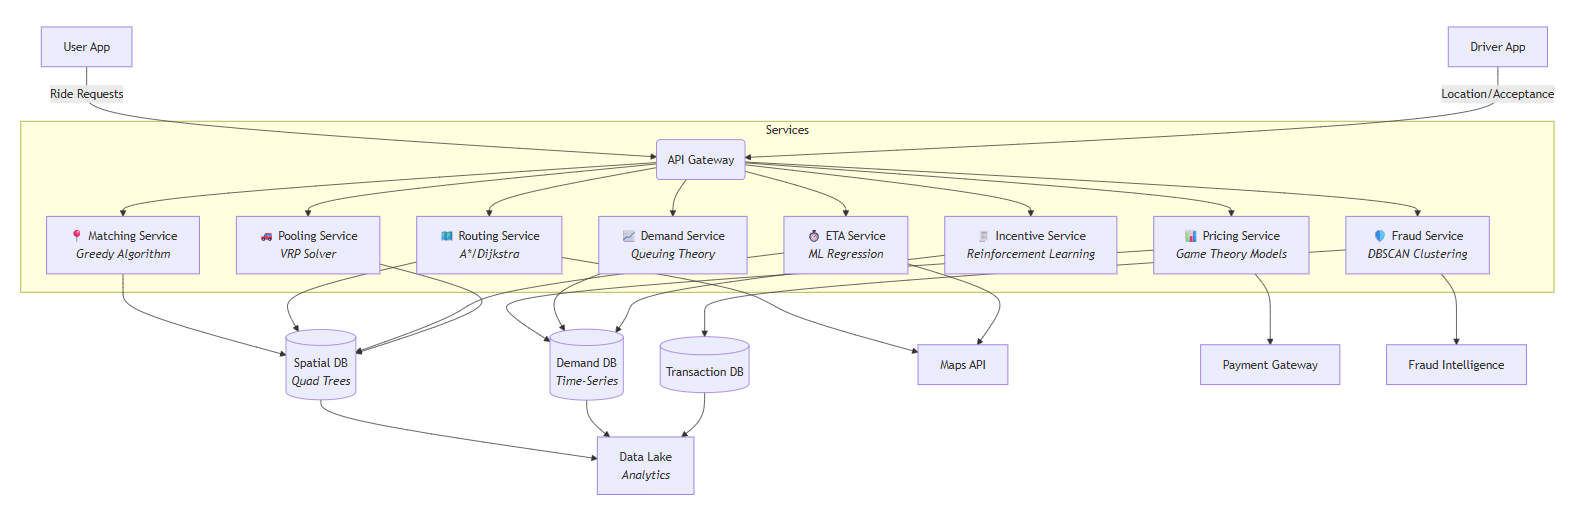 User App
Driver App
Ride Requests
Location/Acceptance
Services
API Gateway
Matching Service
Greedy Algorithm
Pooling Service
VRP Solver
Routing Service
A*/Dijkstra
Demand Service
Queuing Theory
ETA Service
ML Regression
Incentive Service
Reinforcement Learning
Pricing Service
Game Theory Models
Fraud Service
DBSCAN Clustering
Spatial DB
Quad Trees
Demand DB
Time-Series
Transaction DB
Maps API
Payment Gateway
Fraud Intelligence
Data Lake
Analytics